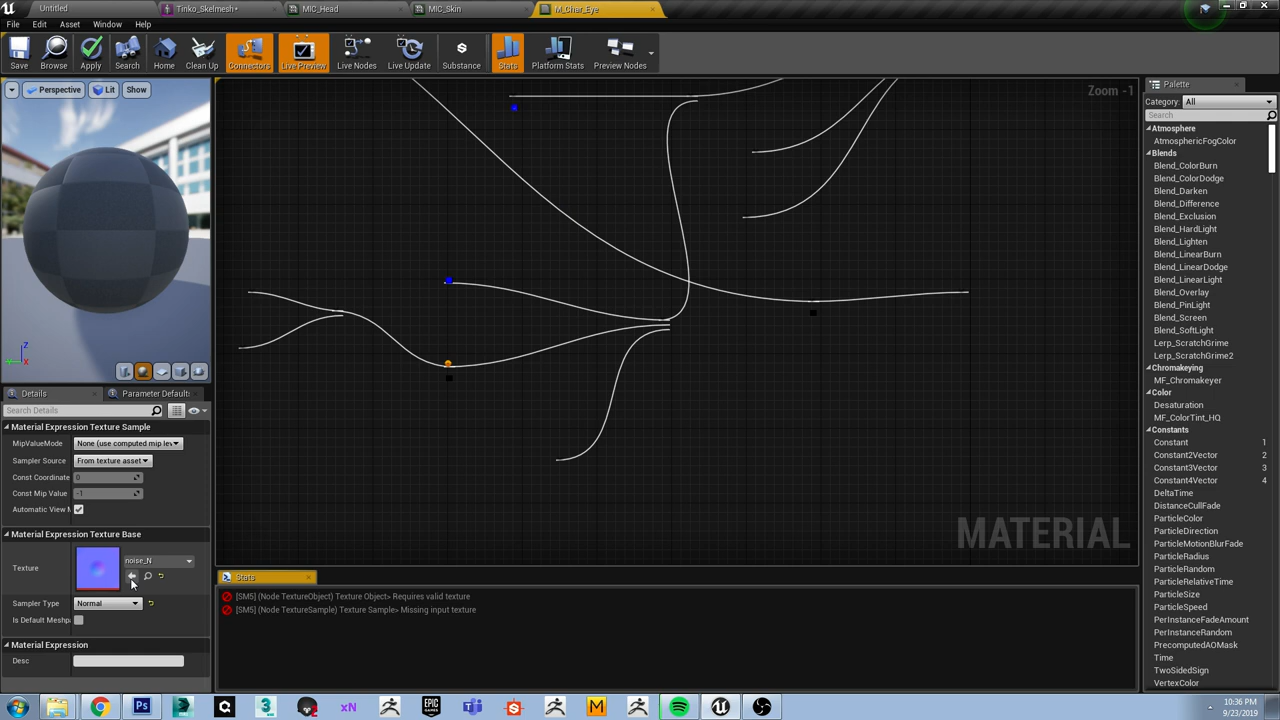 Untitled
Tinko_Skelmesh*
MIC_Head
MIC_Skin
M_Char_Eye
File
Edit
Asset
Window
Help
Save
Browse
Apply
Search
Home
Clean Up
Connectors
Live Preview
Live Nodes
Live Update
Substance
Stats
Platform Stats
Preview Nodes
Perspective
Lit
Show
Zoom -1
MATERIAL
Details
Parameter Default
Search Details
Material Expression Texture Sample
MipValueMode
None (use computed mip lev
Sampler Source
From texture asset
Const Coordinate
0
Const Mip Value
-1
Automatic View M
Material Expression Texture Base
Texture
noise_N
Sampler Type
Normal
Is Default Meshpa
Material Expression
Desc
Stats
[SM5] (Node TextureObject) Texture Object> Requires valid texture
[SM5] (Node TextureSample) Texture Sample> Missing input texture
Palette
Category: All
Search
Atmosphere
AtmosphericFogColor
Blends
Blend_ColorBurn
Blend_ColorDodge
Blend_Darken
Blend_Difference
Blend_Exclusion
Blend_HardLight
Blend_Lighten
Blend_LinearBurn
Blend_LinearDodge
Blend_LinearLight
Blend_Overlay
Blend_PinLight
Blend_Screen
Blend_SoftLight
Lerp_ScratchGrime
Lerp_ScratchGrime2
Chromakeying
MF_Chromakeyer
Color
Desaturation
MF_ColorTint_HQ
Constants
Constant 1
Constant2Vector 2
Constant3Vector 3
Constant4Vector 4
DeltaTime
DistanceCullFade
ParticleColor
ParticleDirection
ParticleMotionBlurFade
ParticleRadius
ParticleRandom
ParticleRelativeTime
ParticleSize
ParticleSpeed
PerInstanceFadeAmount
PerInstanceRandom
PrecomputedAOMask
Time
TwoSidedSign
VertexColor
10:36 PM
9/23/2019